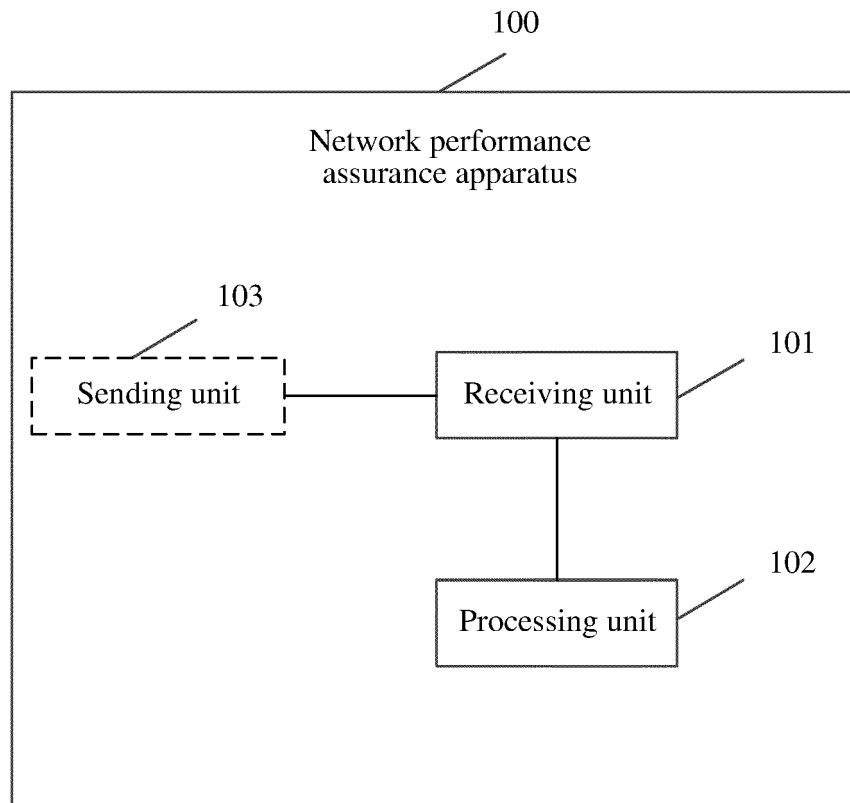 100
Network performance
assurance apparatus
103
Sending unit
Receiving unit
101
Processing unit
102